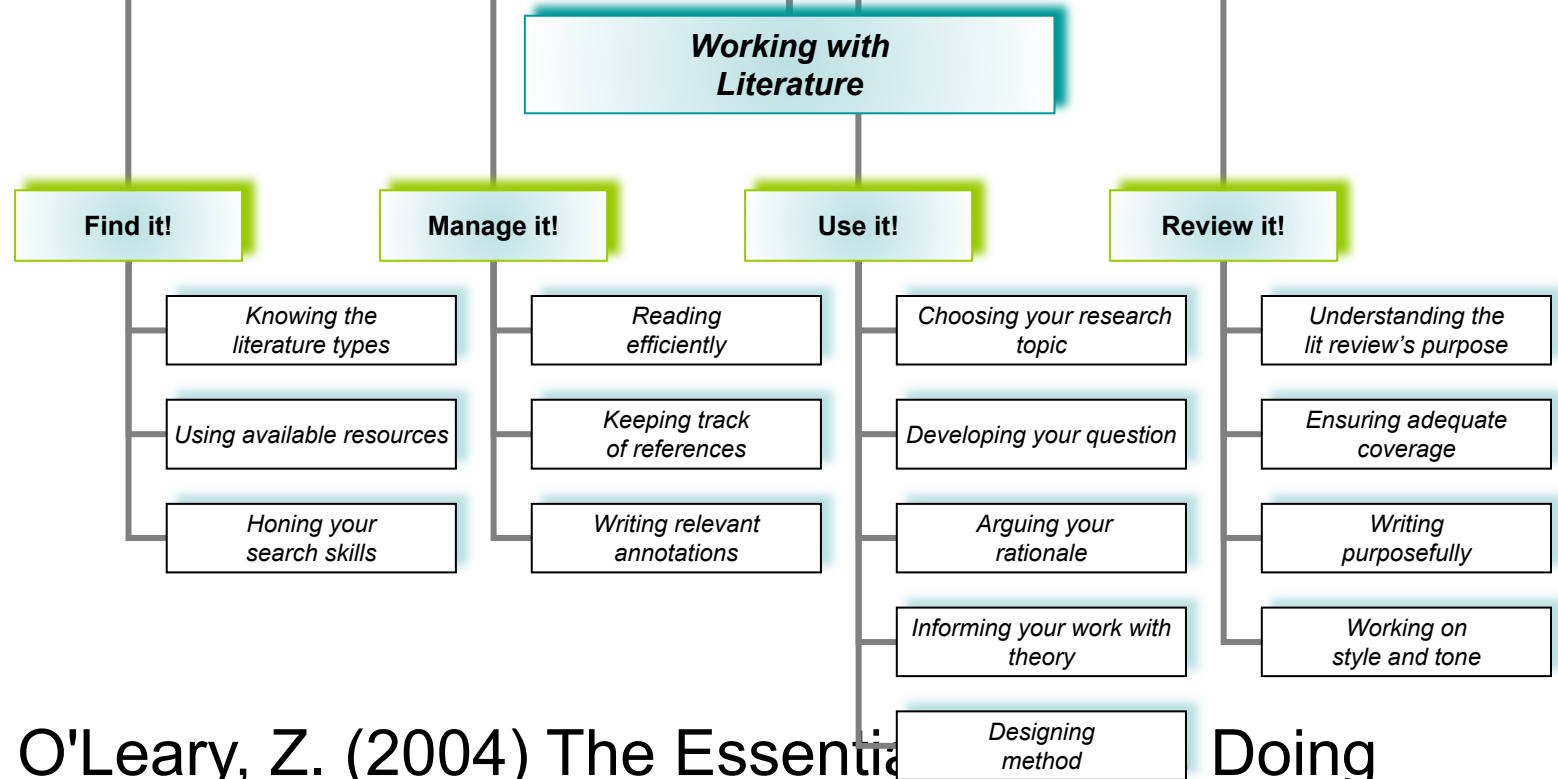 Working with
Literature
Find it!
Manage it!
Use it!
Review it!
Knowing the
literature types
Using available resources
Honing your
search skills
Reading
efficiently
Keeping track
of references
Writing relevant
annotations
Choosing your research
topic
Developing your question
Arguing your
rationale
Informing your work with
theory
Designing
method
Understanding the
lit review’s purpose
Ensuring adequate
coverage
Writing
purposefully
Working on
style and tone
O'Leary, Z. (2004) The Doing